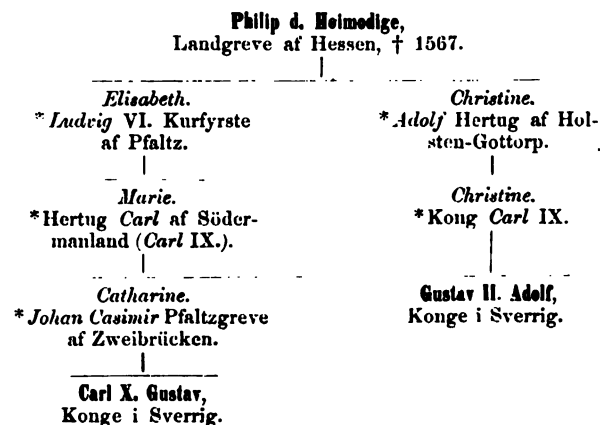 Philip d. Heimodige,
Landgreve af Hessen, † 1567.
Elisabeth.
*Ludvig VI. Kurfyrste
af Pfaltz.
Marie.
*Hertug Carl af Söder-
manland (Carl IX.).
Catharine.
*Johan Casimir Pfaltzgreve
af Zweibrücken.
Carl X. Gustav,
Konge i Sverrig.
Christine.
*Adolf Hertug af Hol-
sten-Gottorp.
Christine.
*Kong Carl IX.
Gustav II. Adolf,
Konge i Sverrig.